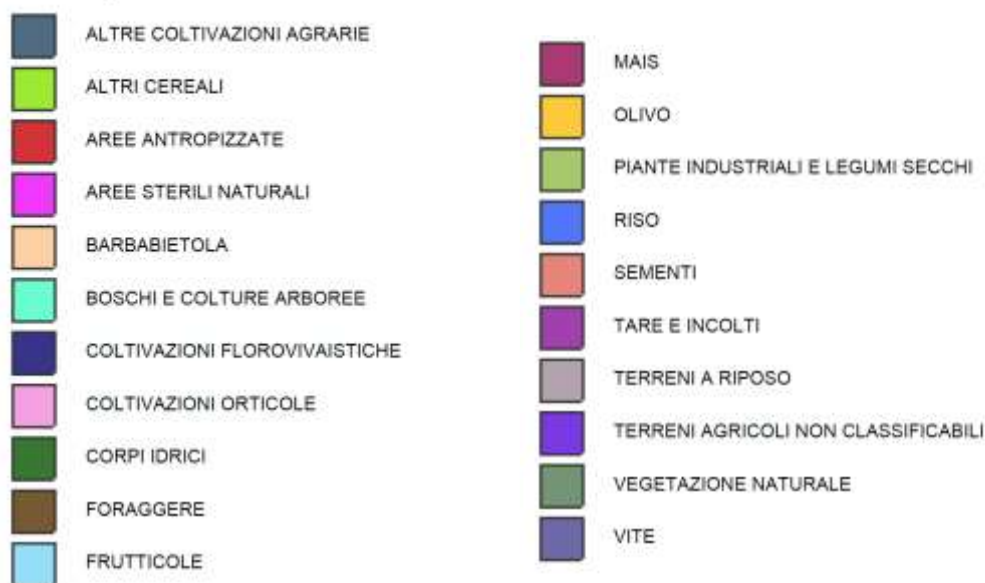 ALTRE COLTIVAZIONI AGRARIE
ALTRI CEREALI
AREE ANTROPIZZATE
AREE STERILI NATURALI
BARBABIETOLA
BOSCHI E COLTURE ARBOREE
COLTIVAZIONI FLOROVIVAISTICHE
COLTIVAZIONI ORTICOLE
CORPI IDRICI
FORAGGERE
FRUTTICOLE
MAIS
OLIVO
PIANTE INDUSTRIALI E LEGUMI SECCHI
RISO
SEMENTI
TARE E INCOLTI
TERRENI A RIPOSO
TERRENI AGRICOLI NON CLASSIFICABILI
VEGETAZIONE NATURALE
VITE